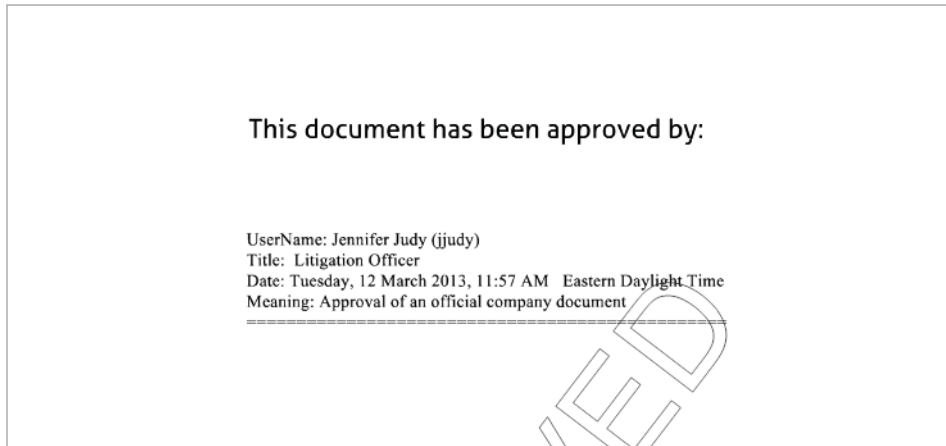 This document has been approved by:
UserName: Jennifer Judy (jjudy)
Title: Litigation Officer
Date: Tuesday, 12 March 2013, 11:57 AM Eastern Daylight Time
Meaning: Approval of an official company document
================================================